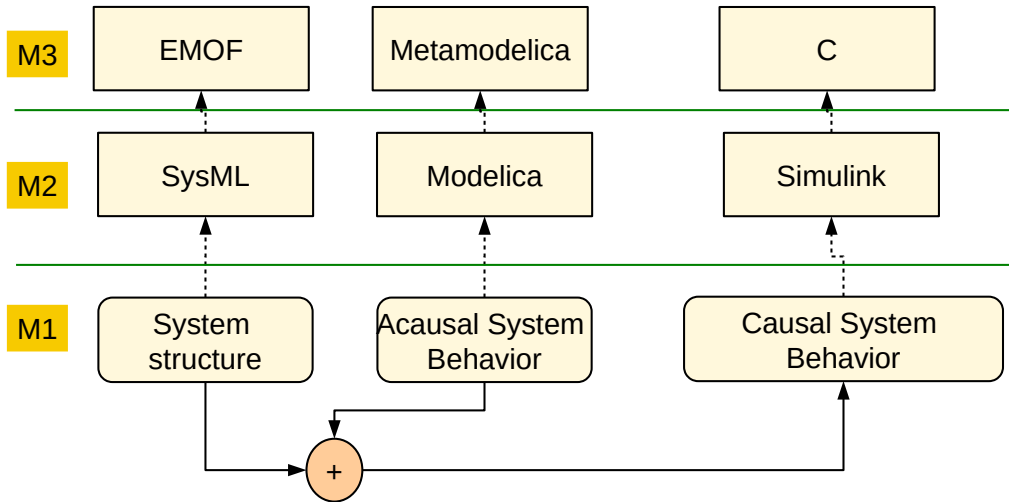 M3
EMOF
Metamodelica
C
M2
SysML
Modelica
Simulink
M1
System
structure
Acausal System
Behavior
Causal System
Behavior
+